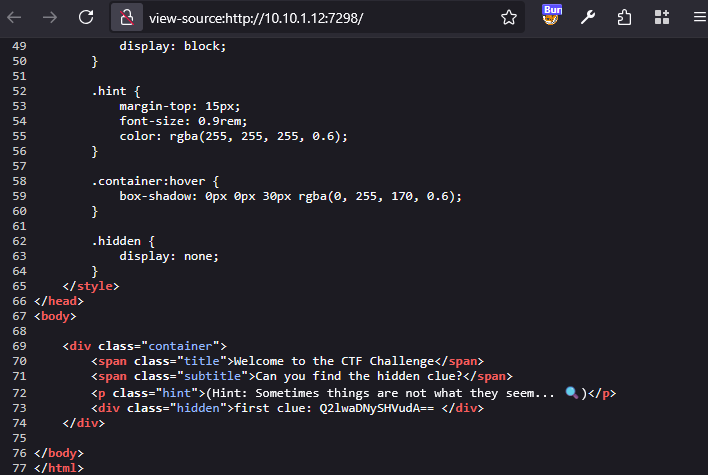 view-source:http://10.10.1.12:7298/
Bur
49 display: block;
50 }
51
52 .hint {
53 margin-top: 15px;
54 font-size: 0.9rem;
55 color: rgba(255, 255, 255, 0.6);
56 }
57
58 .container:hover {
59 box-shadow: 0px 0px 30px rgba(0, 255, 170, 0.6);
60 }
61
62 .hidden {
63 display: none;
64 }
65 </style>
66 </head>
67 <body>
68
69 <div class="container">
70 <span class="title">Welcome to the CTF Challenge</span>
71 <span class="subtitle">Can you find the hidden clue?</span>
72 <p class="hint">(Hint: Sometimes things are not what they seem... 🔍)</p>
73 <div class="hidden">first clue: Q2lwaDNySHVudA== </div>
74 </div>
75
76 </body>
77 </html>